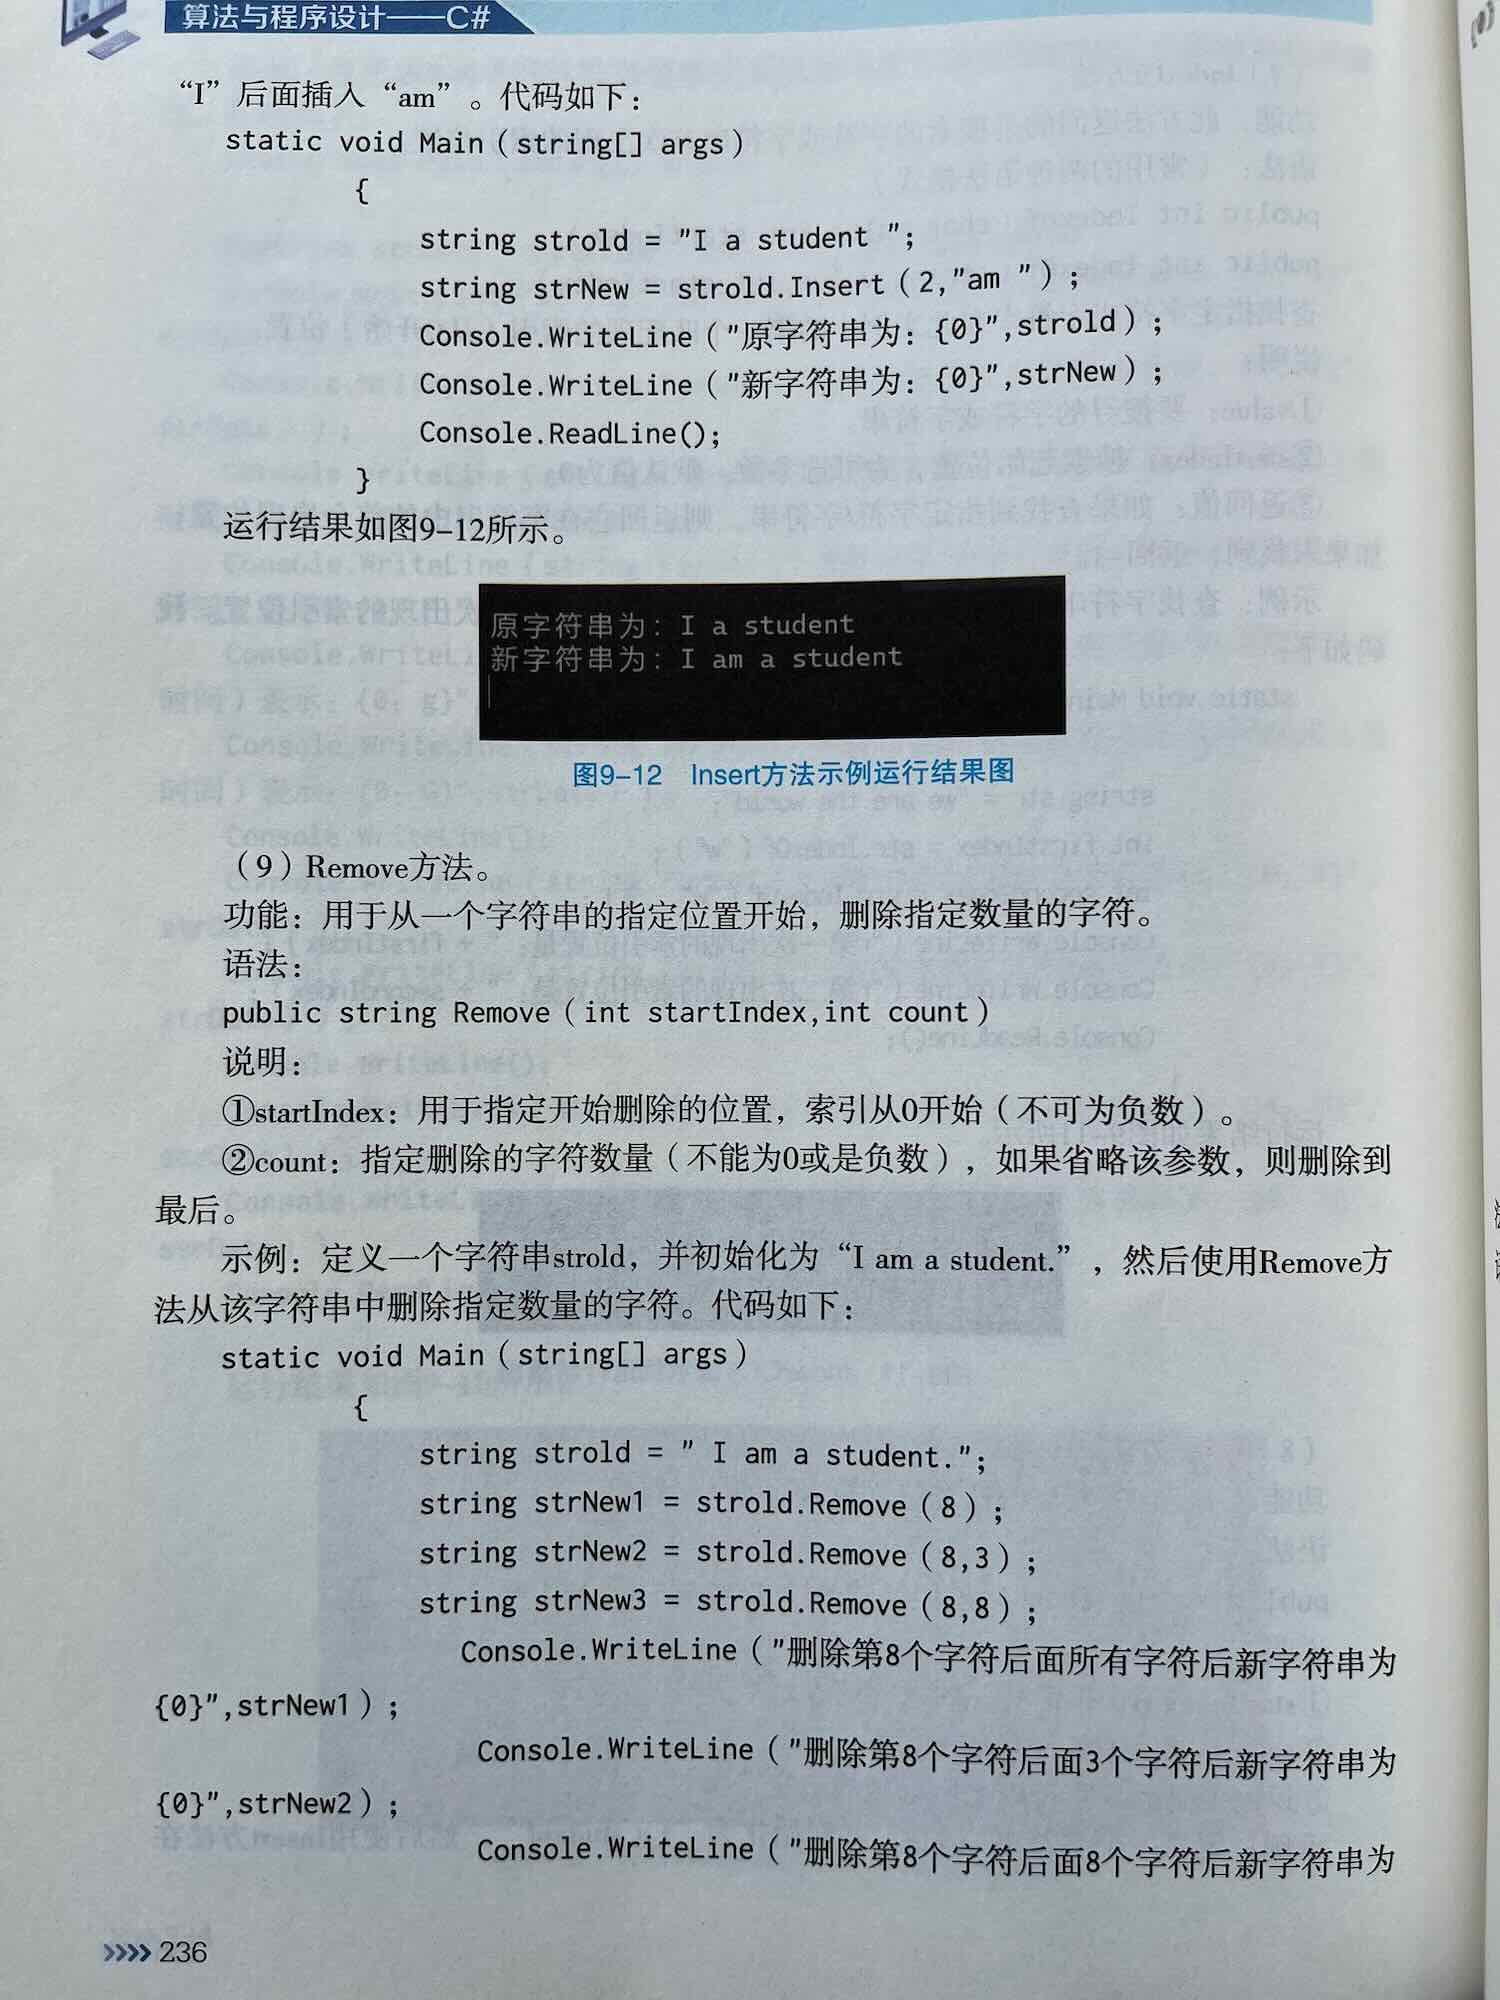 算法与程序设计——C#
“I”后面插入“am”。代码如下：
static void Main（string[] args）
{
string strold = "I a student ";
string strNew = strold.Insert（2,"am "）;
Console.WriteLine（"原字符串为：{0}",strold）;
Console.WriteLine（"新字符串为：{0}",strNew）;
Console.ReadLine();
}
运行结果如图9-12所示。
原字符串为：I a student
新字符串为：I am a student
图9-12 Insert方法示例运行结果图
（9）Remove方法。
功能：用于从一个字符串的指定位置开始，删除指定数量的字符。
语法：
public string Remove（int startIndex,int count）
说明：
①startIndex：用于指定开始删除的位置，索引从0开始（不可为负数）。
②count：指定删除的字符数量（不能为0或是负数），如果省略该参数，则删除到
最后。
示例：定义一个字符串strold，并初始化为“I am a student.”，然后使用Remove方
法从该字符串中删除指定数量的字符。代码如下：
static void Main（string[] args）
{
string strold = " I am a student.";
string strNew1 = strold.Remove（8）;
string strNew2 = strold.Remove（8,3）;
string strNew3 = strold.Remove（8,8）;
Console.WriteLine（"删除第8个字符后面所有字符后新字符串为
{0}",strNew1）;
Console.WriteLine（"删除第8个字符后面3个字符后新字符串为
{0}",strNew2）;
Console.WriteLine（"删除第8个字符后面8个字符后新字符串为
236